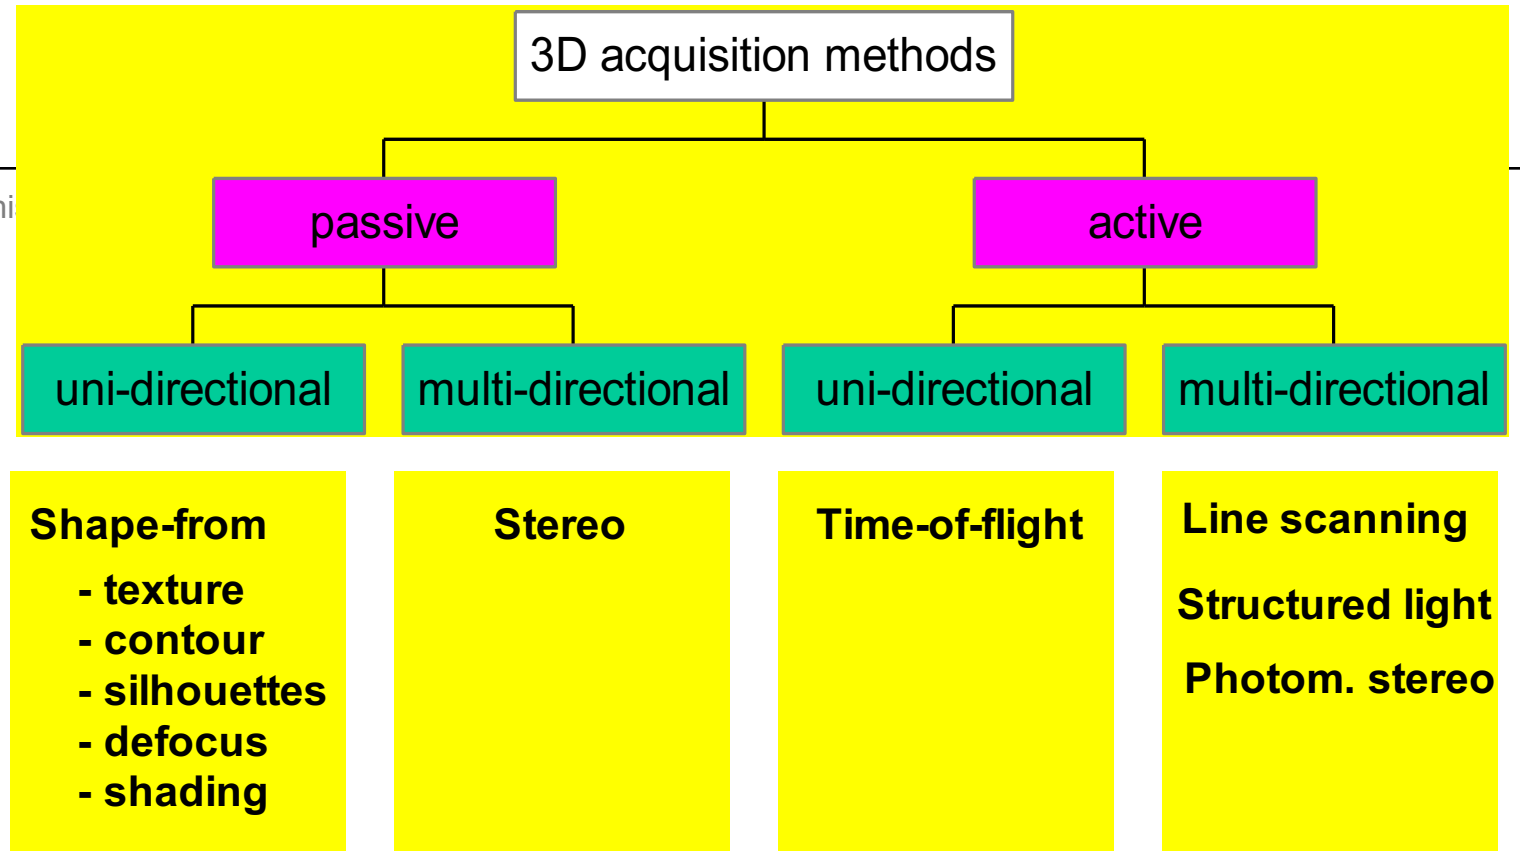 3D acquisition methods
passive
active
uni-directional
multi-directional
uni-directional
multi-directional
Shape-from
- texture
- contour
- silhouettes
- defocus
- shading
Stereo
Time-of-flight
Line scanning
Structured light
Photom. stereo